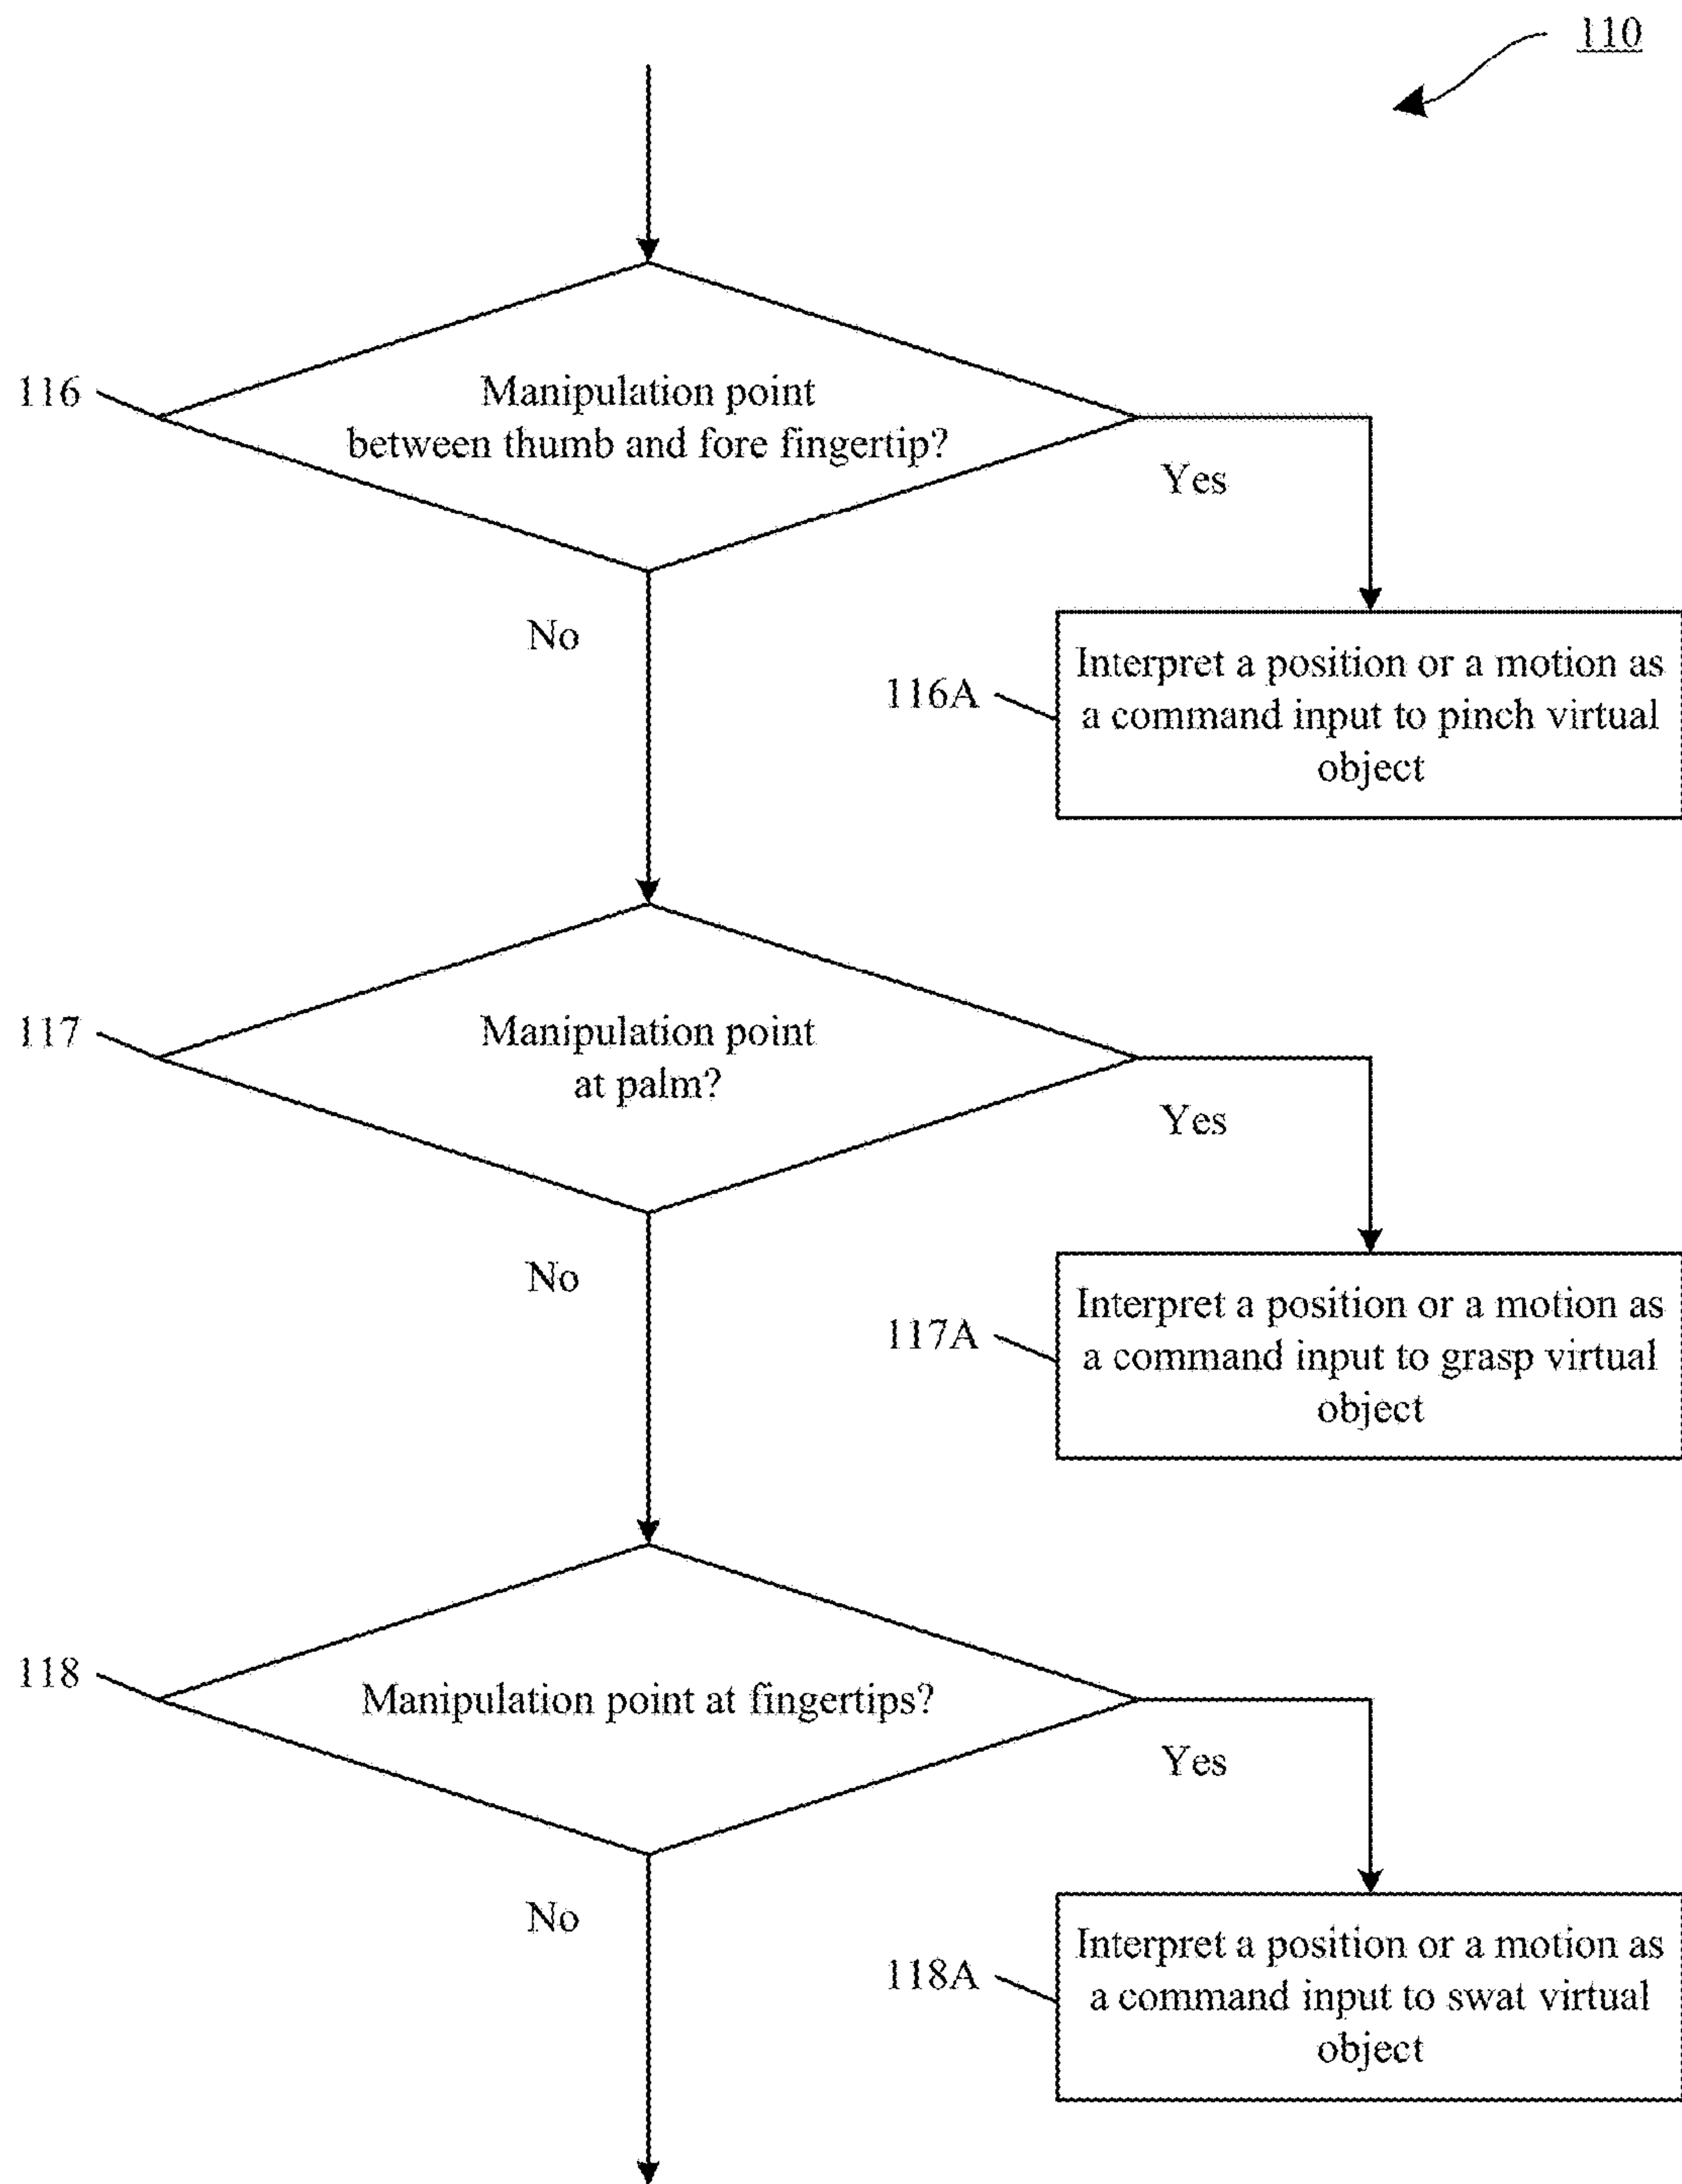 110
116
Manipulation point
between thumb and fore fingertip?
Yes
No
116A
Interpret a position or a motion as
a command input to pinch virtual
object
117
Manipulation point
at palm?
Yes
No
117A
Interpret a position or a motion as
a command input to grasp virtual
object
118
Manipulation point at fingertips?
Yes
No
118A
Interpret a position or a motion as
a command input to swat virtual
object